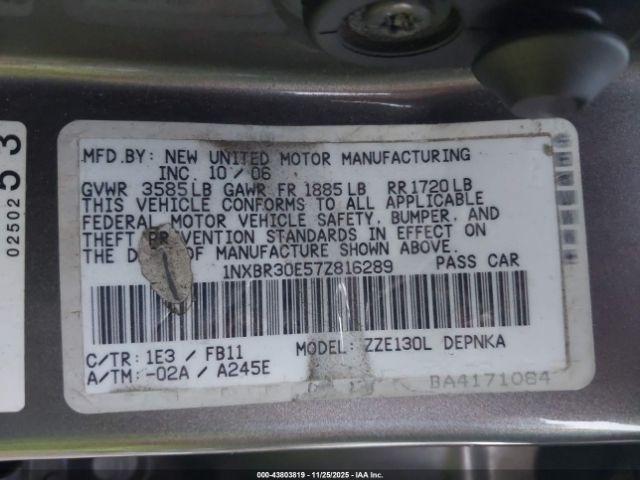 02502 53
MFD.BY: NEW UNITED MOTOR MANUFACTURING
INC. 10/06
GVWR 3585LB GAWR FR 1885LB RR1720LB
THIS VEHICLE CONFORMS TO ALL APPLICABLE
FEDERAL MOTOR VEHICLE SAFETY, BUMPER, AND
THEFT PREVENTION STANDARDS IN EFFECT ON
THE DATE OF MANUFACTURE SHOWN ABOVE.
1NXBR30E57Z816289 PASS CAR
C/TR: 1E3 / FB11 MODEL: ZZE130L DEPNKA
A/TM: -02A / A245E
BA4171084
000-43803819 - 11/25/2025 - IAA Inc.